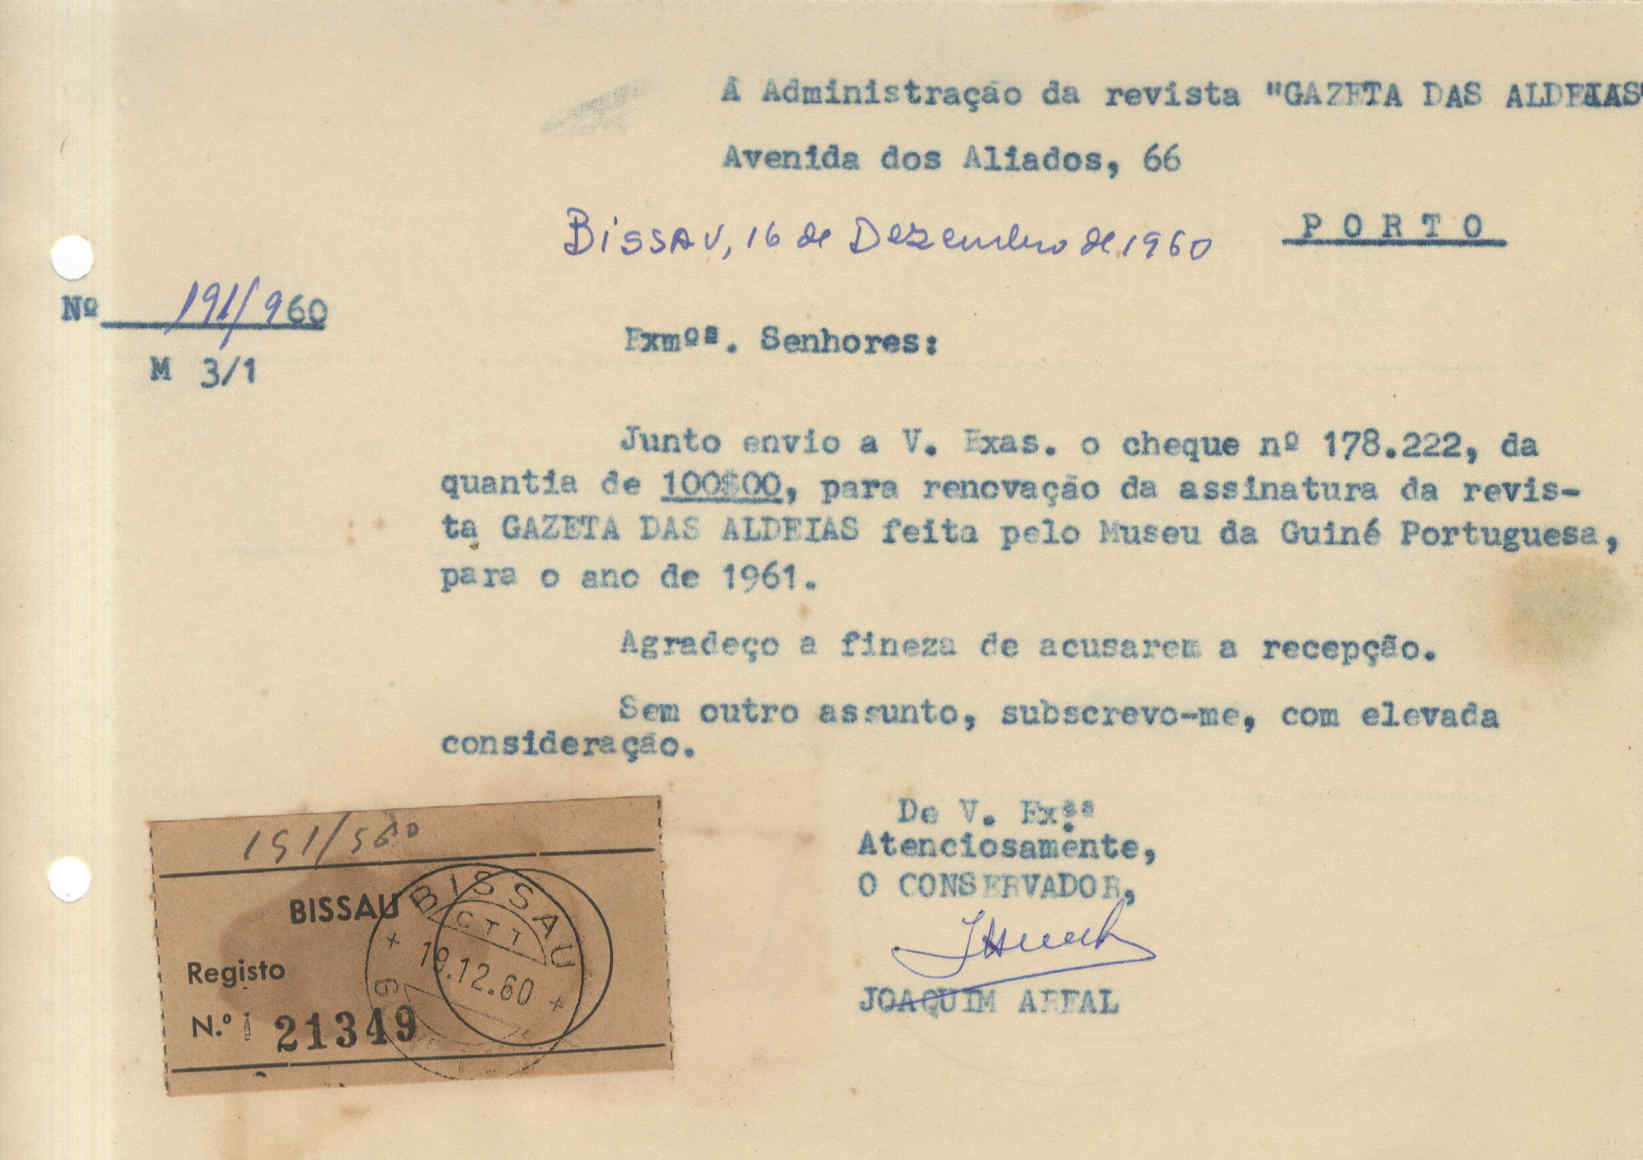 À Administração da revista "GAZETA DAS ALDEIAS"
Avenida dos Aliados, 66
Bissau, 16 de Dezembro de 1960
PORTO
Nº 191/960
M 3/1
Exmºs. Senhores:
Junto envio a V. Exas. o cheque nº 178.222, da
quantia de 100$00, para renovação da assinatura da revis-
ta GAZETA DAS ALDEIAS feita pelo Museu da Guiné Portuguesa,
para o ano de 1961.
Agradeço a fineza de acusarem a recepção.
Sem outro assunto, subscrevo-me, com elevada
consideração.
De V. Exªs
Atenciosamente,
O CONSERVADOR,
JOAQUIM AREAL
191/960
BISSAU
Registo
N.º 21349
BISSAU
CTT
19.12.60